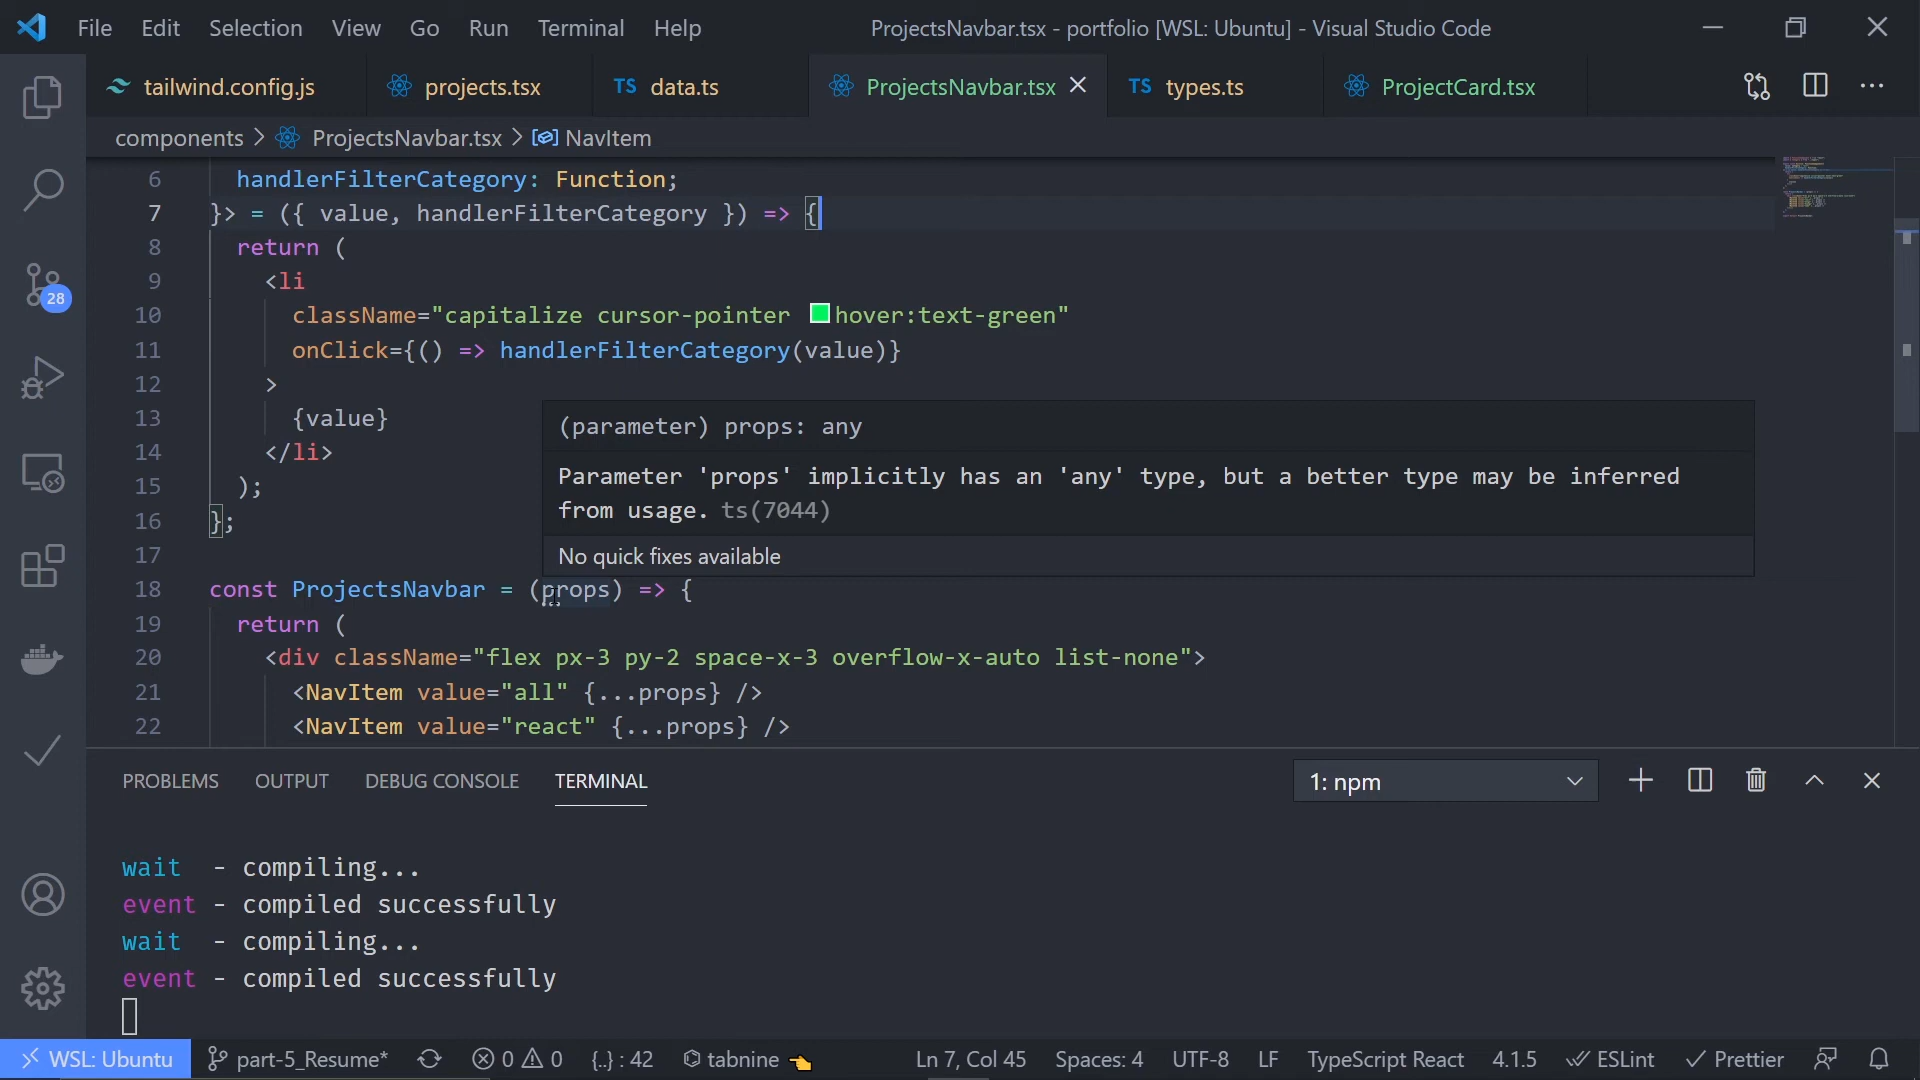 File Edit Selection View Go Run Terminal Help ProjectsNavbar.tsx - portfolio [WSL: Ubuntu] - Visual Studio Code
tailwind.config.js projects.tsx TS data.ts ProjectsNavbar.tsx TS types.ts ProjectCard.tsx
components > ProjectsNavbar.tsx > NavItem
6 handlerFilterCategory: Function;
7 }> = ({ value, handlerFilterCategory }) => {
8 return (
9 <li
10 className="capitalize cursor-pointer hover:text-green"
11 onClick={() => handlerFilterCategory(value)}
12 >
13 {value}
14 </li>
15 );
16 };
17
(parameter) props: any
Parameter 'props' implicitly has an 'any' type, but a better type may be inferred
from usage. ts(7044)
No quick fixes available
18 const ProjectsNavbar = (props) => {
19 return (
20 <div className="flex px-3 py-2 space-x-3 overflow-x-auto list-none">
21 <NavItem value="all" {...props} />
22 <NavItem value="react" {...props} />
28
PROBLEMS OUTPUT DEBUG CONSOLE TERMINAL 1: npm
wait - compiling...
event - compiled successfully
wait - compiling...
event - compiled successfully
WSL: Ubuntu part-5_Resume* 0 0 {..} : 42 tabnine Ln 7, Col 45 Spaces: 4 UTF-8 LF TypeScript React 4.1.5 ESLint Prettier